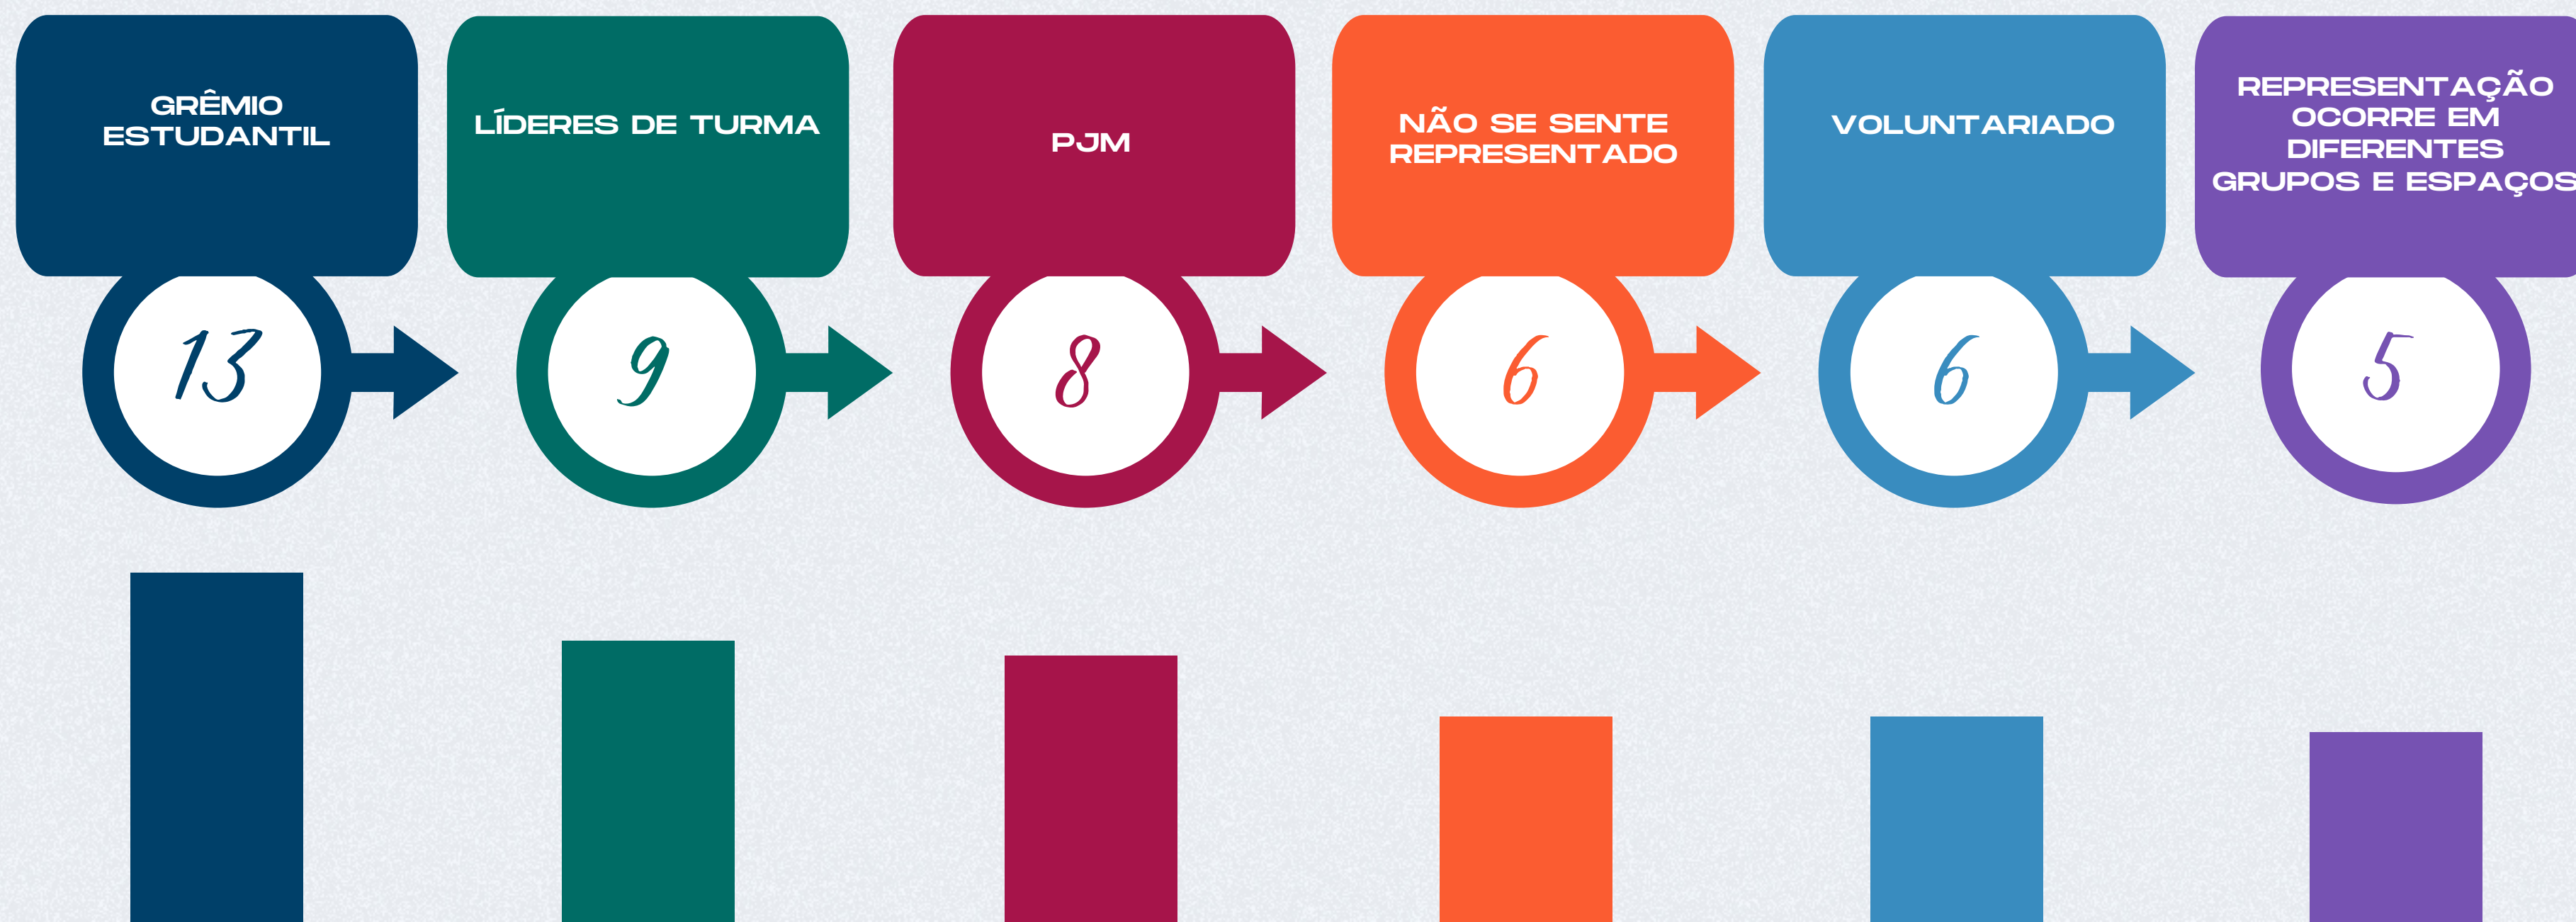 GRÊMIO
ESTUDANTIL
13
LÍDERES DE TURMA
9
PJM
8
NÃO SE SENTE
REPRESENTADO
6
VOLUNTARIADO
6
REPRESENTAÇÃO
OCORRE EM
DIFERENTES
GRUPOS E ESPAÇOS
5